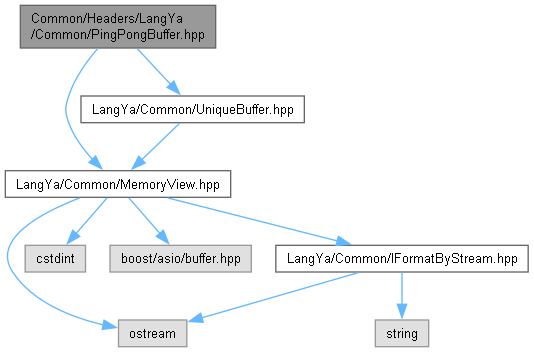 Common/Headers/LangYa
/Common/PingPongBuffer.hpp
LangYa/Common/UniqueBuffer.hpp
LangYa/Common/MemoryView.hpp
cstdint
boost/asio/buffer.hpp
LangYa/Common/IFormatByStream.hpp
ostream
string